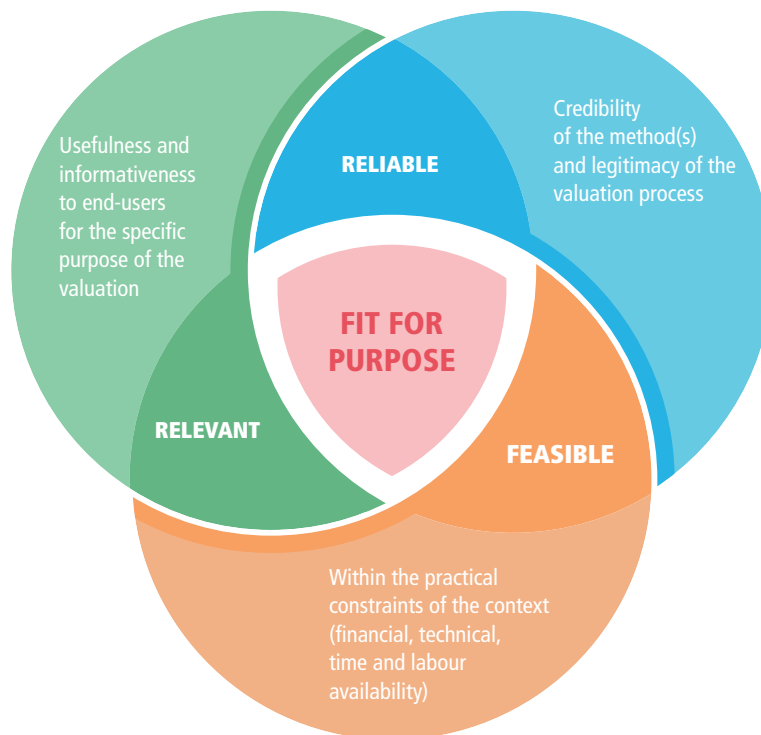 Usefulness and
informativeness
to end-users
for the specific
purpose of the
valuation
RELIABLE
Credibility
of the method(s)
and legitimacy of the
valuation process
FIT FOR
PURPOSE
RELEVANT
FEASIBLE
Within the practical
constraints of the context
(financial, technical,
time and labour
availability)